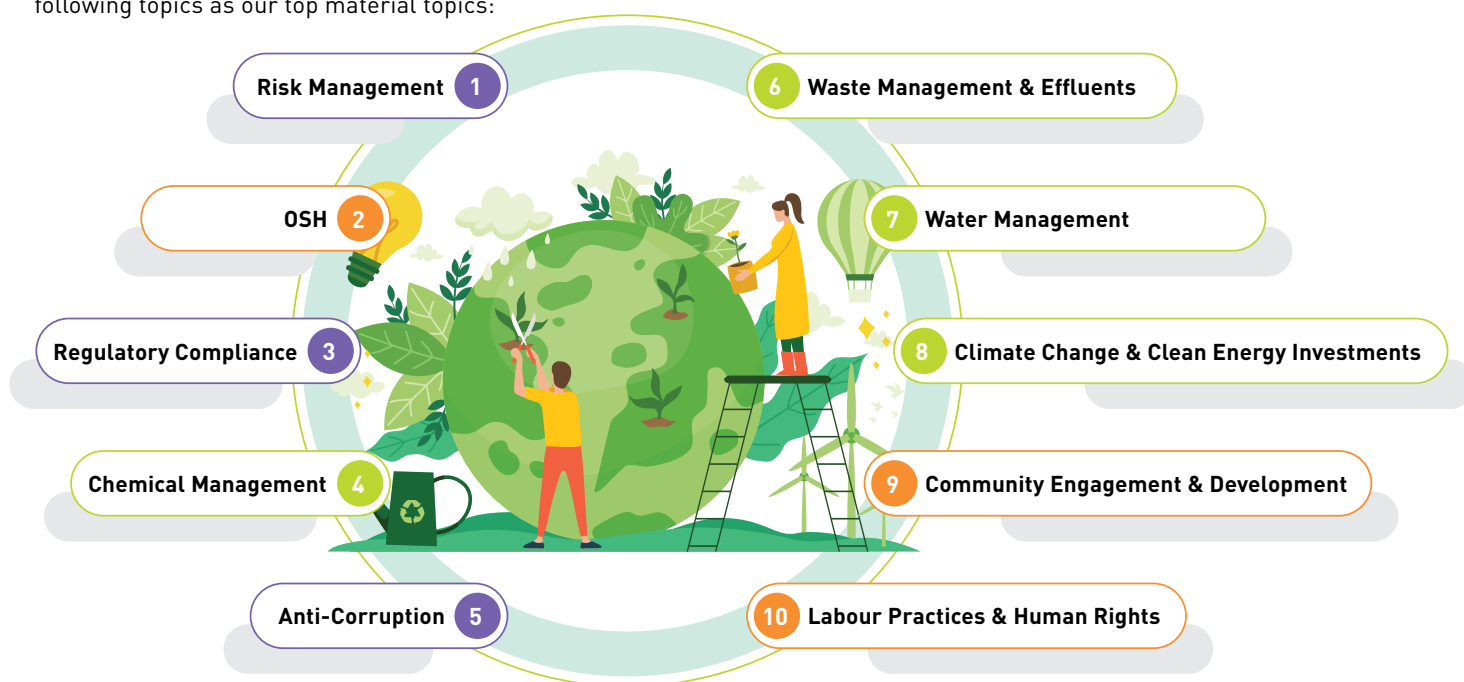 following topics as our top material topics:
Risk Management 1
OSH 2
Regulatory Compliance 3
Chemical Management 4
Anti-Corruption 5
6 Waste Management & Effluents
7 Water Management
8 Climate Change & Clean Energy Investments
9 Community Engagement & Development
10 Labour Practices & Human Rights